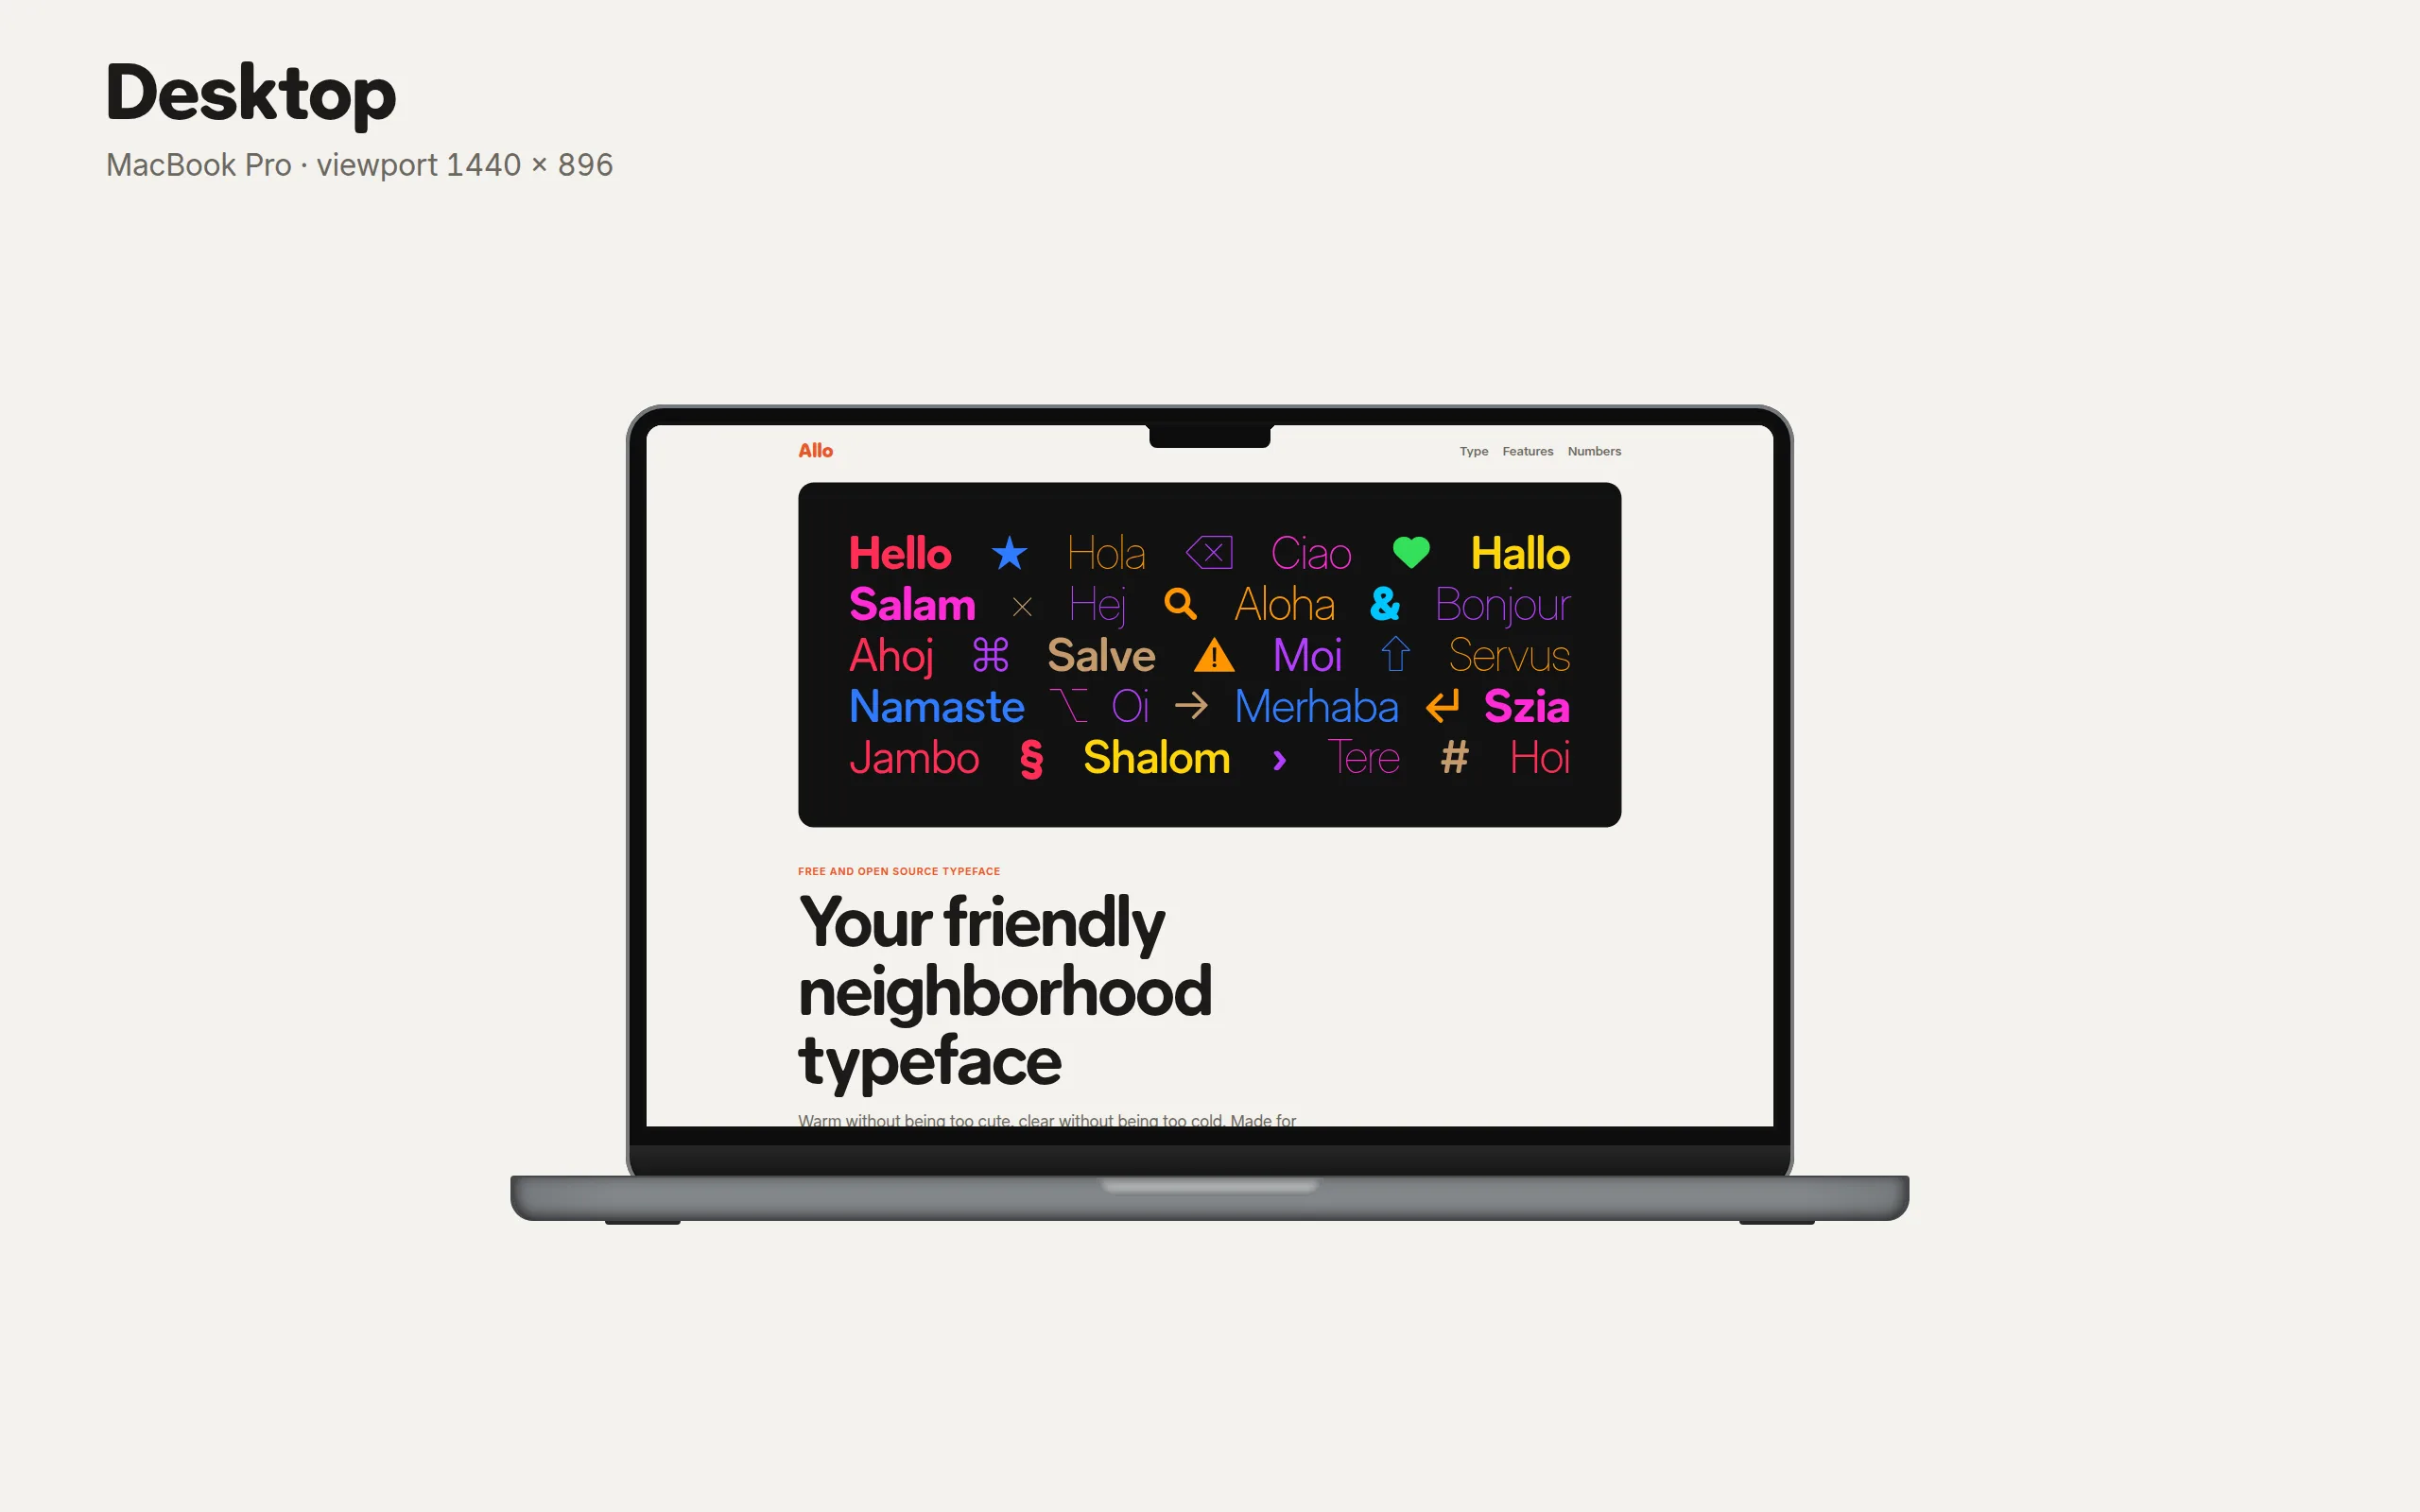 Desktop
MacBook Pro · viewport 1440 × 896
Allo
Type Features Numbers
Hello ★ Hola ⌫ Ciao ♥ Hallo
Salam × Hej 🔍 Aloha & Bonjour
Ahoj ⌘ Salve ⚠ Moi ⇧ Servus
Namaste ⌥ Oi → Merhaba ↵ Szia
Jambo § Shalom › Tere # Hoi
FREE AND OPEN SOURCE TYPEFACE
Your friendly
neighborhood
typeface
Warm without being too cute, clear without being too cold. Made for